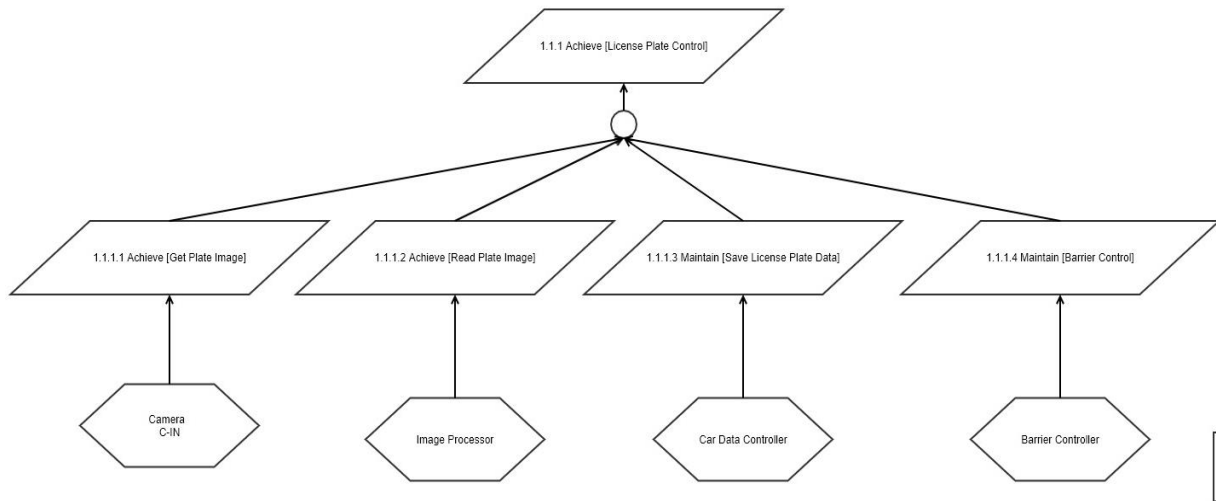 1.1.1 Achieve [License Plate Control]
1.1.1.1 Achieve [Get Plate Image]
1.1.1.2 Achieve [Read Plate Image]
1.1.1.3 Maintain [Save License Plate Data]
1.1.1.4 Maintain [Barrier Control]
Camera
C-IN
Image Processor
Car Data Controller
Barrier Controller